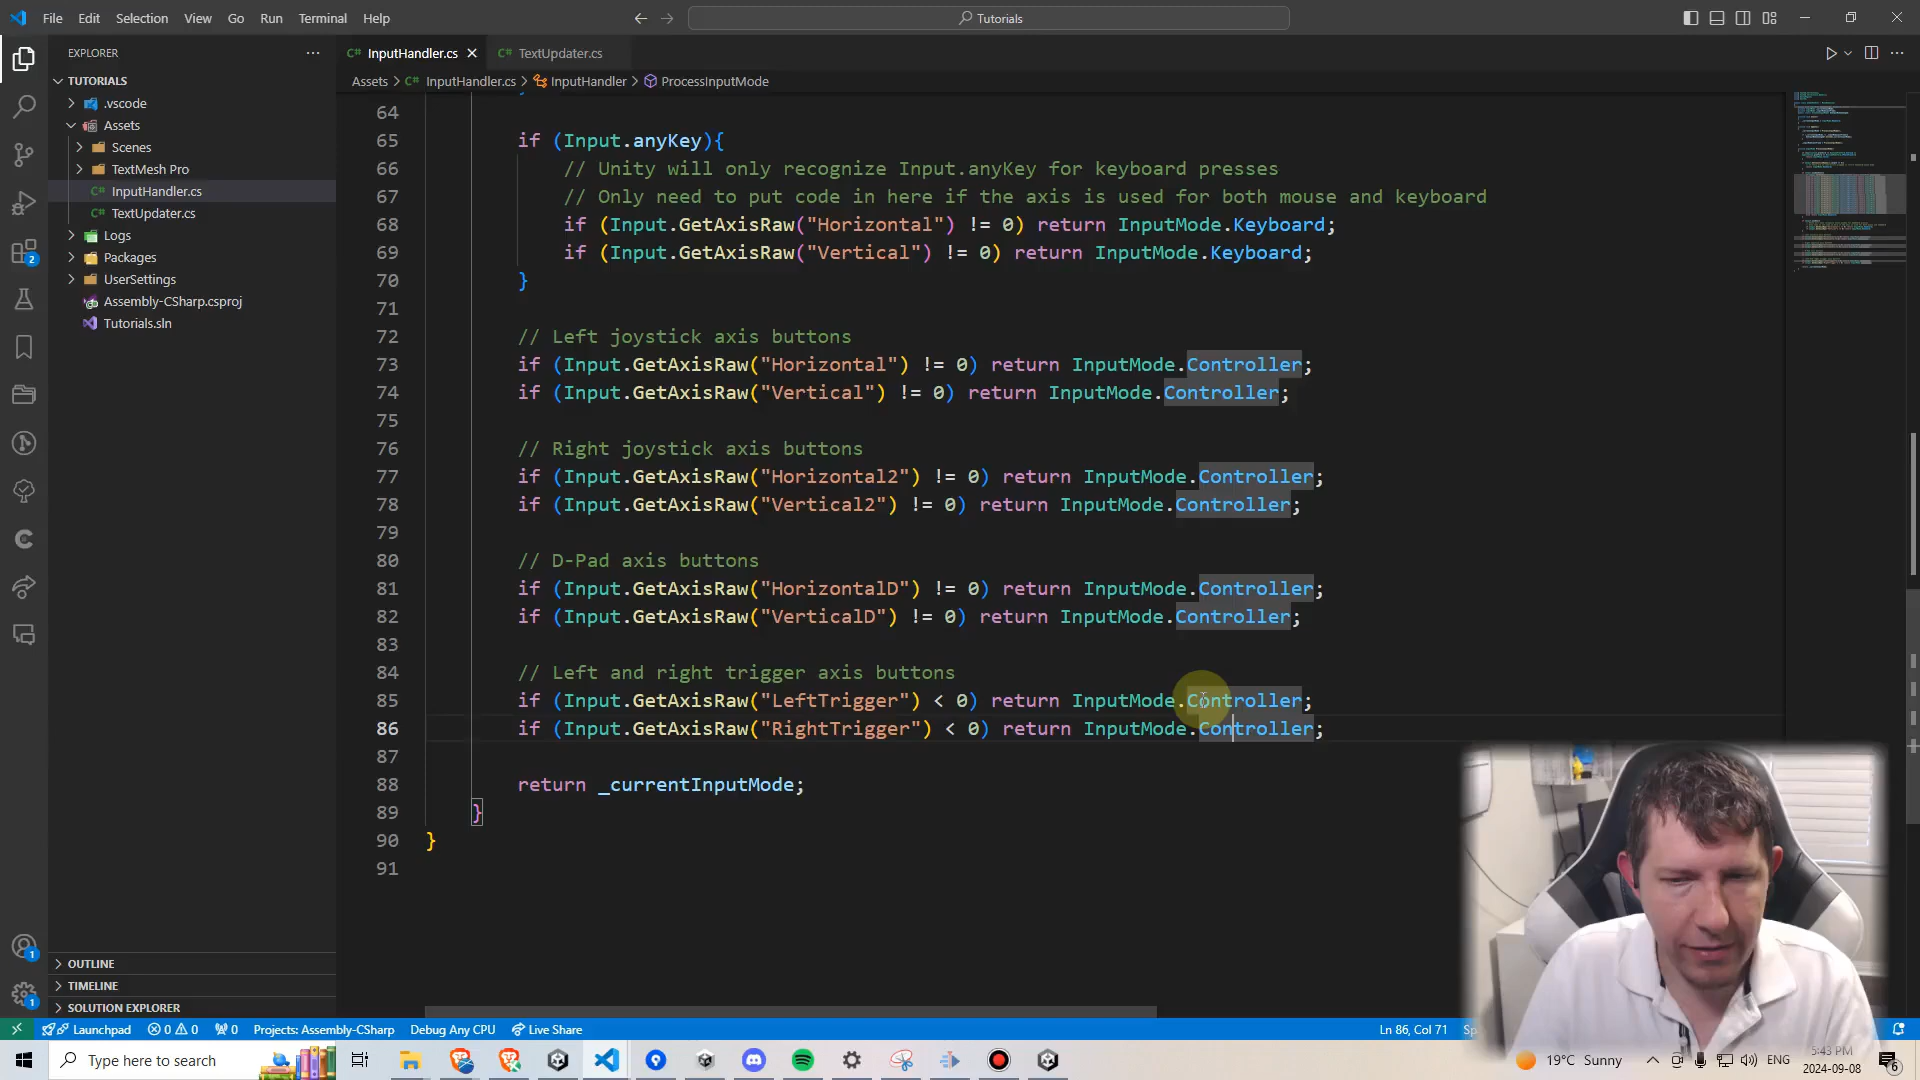 File Edit Selection View Go Run Terminal Help
Tutorials
EXPLORER
InputHandler.cs
TextUpdater.cs
Assets > InputHandler.cs > InputHandler > ProcessInputMode
TUTORIALS
.vscode
Assets
Scenes
TextMesh Pro
InputHandler.cs
TextUpdater.cs
Logs
Packages
UserSettings
Assembly-CSharp.csproj
Tutorials.sln
OUTLINE
TIMELINE
SOLUTION EXPLORER
64
65 if (Input.anyKey){
66 // Unity will only recognize Input.anyKey for keyboard presses
67 // Only need to put code in here if the axis is used for both mouse and keyboard
68 if (Input.GetAxisRaw("Horizontal") != 0) return InputMode.Keyboard;
69 if (Input.GetAxisRaw("Vertical") != 0) return InputMode.Keyboard;
70 }
71
72 // Left joystick axis buttons
73 if (Input.GetAxisRaw("Horizontal") != 0) return InputMode.Controller;
74 if (Input.GetAxisRaw("Vertical") != 0) return InputMode.Controller;
75
76 // Right joystick axis buttons
77 if (Input.GetAxisRaw("Horizontal2") != 0) return InputMode.Controller;
78 if (Input.GetAxisRaw("Vertical2") != 0) return InputMode.Controller;
79
80 // D-Pad axis buttons
81 if (Input.GetAxisRaw("HorizontalD") != 0) return InputMode.Controller;
82 if (Input.GetAxisRaw("VerticalD") != 0) return InputMode.Controller;
83
84 // Left and right trigger axis buttons
85 if (Input.GetAxisRaw("LeftTrigger") < 0) return InputMode.Controller;
86 if (Input.GetAxisRaw("RightTrigger") < 0) return InputMode.Controller;
87
88 return _currentInputMode;
89 }
90 }
91
Launchpad 0 0 0 Projects: Assembly-CSharp Debug Any CPU Live Share Ln 86, Col 71
Type here to search
19°C Sunny
ENG
5:43 PM
2024-09-08
6